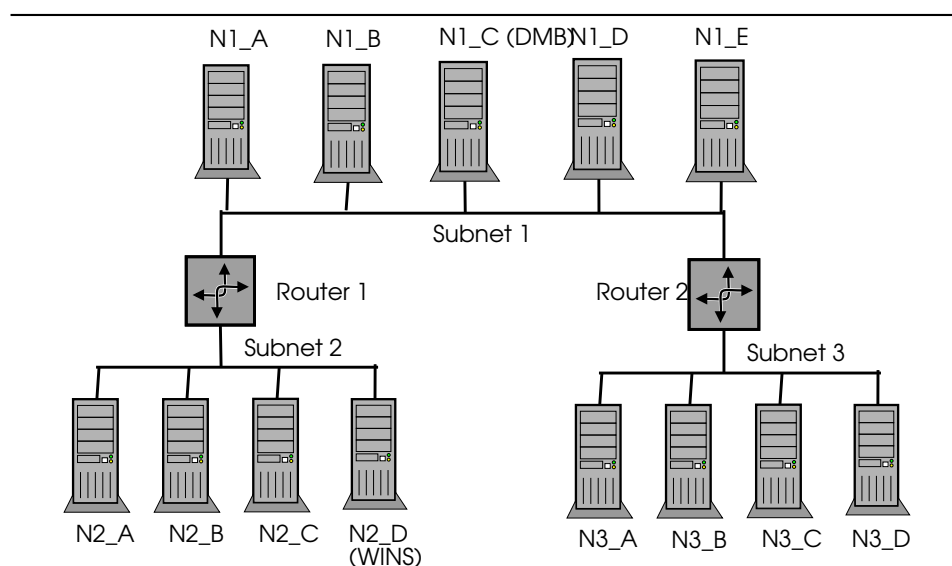 N1_A
N1_B
N1_C (DMB)
N1_D
N1_E
Subnet 1
Router 1
Router 2
Subnet 2
Subnet 3
N2_A
N2_B
N2_C
N2_D
(WINS)
N3_A
N3_B
N3_C
N3_D